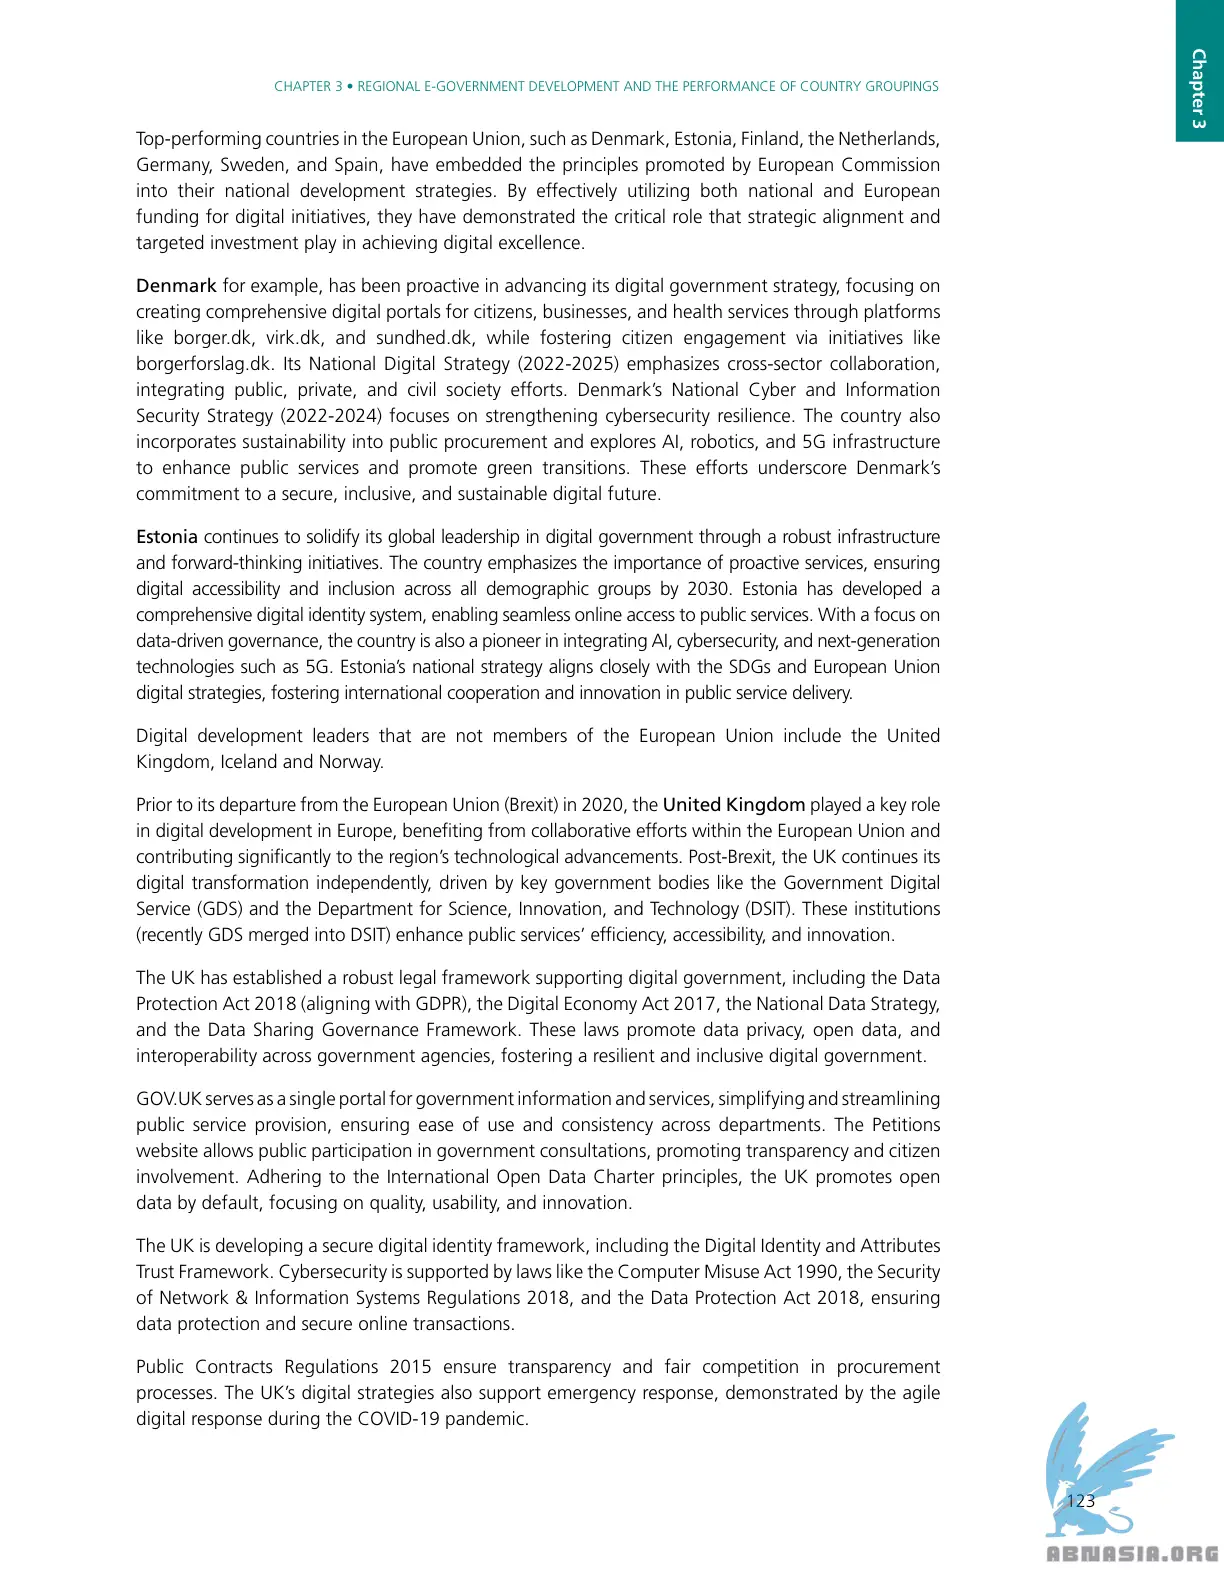 Chapter 3
CHAPTER 3 • REGIONAL E-GOVERNMENT DEVELOPMENT AND THE PERFORMANCE OF COUNTRY GROUPINGS
Top-performing countries in the European Union, such as Denmark, Estonia, Finland, the Netherlands,
Germany, Sweden, and Spain, have embedded the principles promoted by European Commission
into their national development strategies. By effectively utilizing both national and European
funding for digital initiatives, they have demonstrated the critical role that strategic alignment and
targeted investment play in achieving digital excellence.
Denmark for example, has been proactive in advancing its digital government strategy, focusing on
creating comprehensive digital portals for citizens, businesses, and health services through platforms
like borger.dk, virk.dk, and sundhed.dk, while fostering citizen engagement via initiatives like
borgerforslag.dk. Its National Digital Strategy (2022-2025) emphasizes cross-sector collaboration,
integrating public, private, and civil society efforts. Denmark's National Cyber and Information
Security Strategy (2022-2024) focuses on strengthening cybersecurity resilience. The country also
incorporates sustainability into public procurement and explores AI, robotics, and 5G infrastructure
to enhance public services and promote green transitions. These efforts underscore Denmark's
commitment to a secure, inclusive, and sustainable digital future.
Estonia continues to solidify its global leadership in digital government through a robust infrastructure
and forward-thinking initiatives. The country emphasizes the importance of proactive services, ensuring
digital accessibility and inclusion across all demographic groups by 2030. Estonia has developed a
comprehensive digital identity system, enabling seamless online access to public services. With a focus on
data-driven governance, the country is also a pioneer in integrating AI, cybersecurity, and next-generation
technologies such as 5G. Estonia's national strategy aligns closely with the SDGs and European Union
digital strategies, fostering international cooperation and innovation in public service delivery.
Digital development leaders that are not members of the European Union include the United
Kingdom, Iceland and Norway.
Prior to its departure from the European Union (Brexit) in 2020, the United Kingdom played a key role
in digital development in Europe, benefiting from collaborative efforts within the European Union and
contributing significantly to the region's technological advancements. Post-Brexit, the UK continues its
digital transformation independently, driven by key government bodies like the Government Digital
Service (GDS) and the Department for Science, Innovation, and Technology (DSIT). These institutions
(recently GDS merged into DSIT) enhance public services' efficiency, accessibility, and innovation.
The UK has established a robust legal framework supporting digital government, including the Data
Protection Act 2018 (aligning with GDPR), the Digital Economy Act 2017, the National Data Strategy,
and the Data Sharing Governance Framework. These laws promote data privacy, open data, and
interoperability across government agencies, fostering a resilient and inclusive digital government.
GOV.UK serves as a single portal for government information and services, simplifying and streamlining
public service provision, ensuring ease of use and consistency across departments. The Petitions
website allows public participation in government consultations, promoting transparency and citizen
involvement. Adhering to the International Open Data Charter principles, the UK promotes open
data by default, focusing on quality, usability, and innovation.
The UK is developing a secure digital identity framework, including the Digital Identity and Attributes
Trust Framework. Cybersecurity is supported by laws like the Computer Misuse Act 1990, the Security
of Network & Information Systems Regulations 2018, and the Data Protection Act 2018, ensuring
data protection and secure online transactions.
Public Contracts Regulations 2015 ensure transparency and fair competition in procurement
processes. The UK's digital strategies also support emergency response, demonstrated by the agile
digital response during the COVID-19 pandemic.
123
ABNASIA.ORG